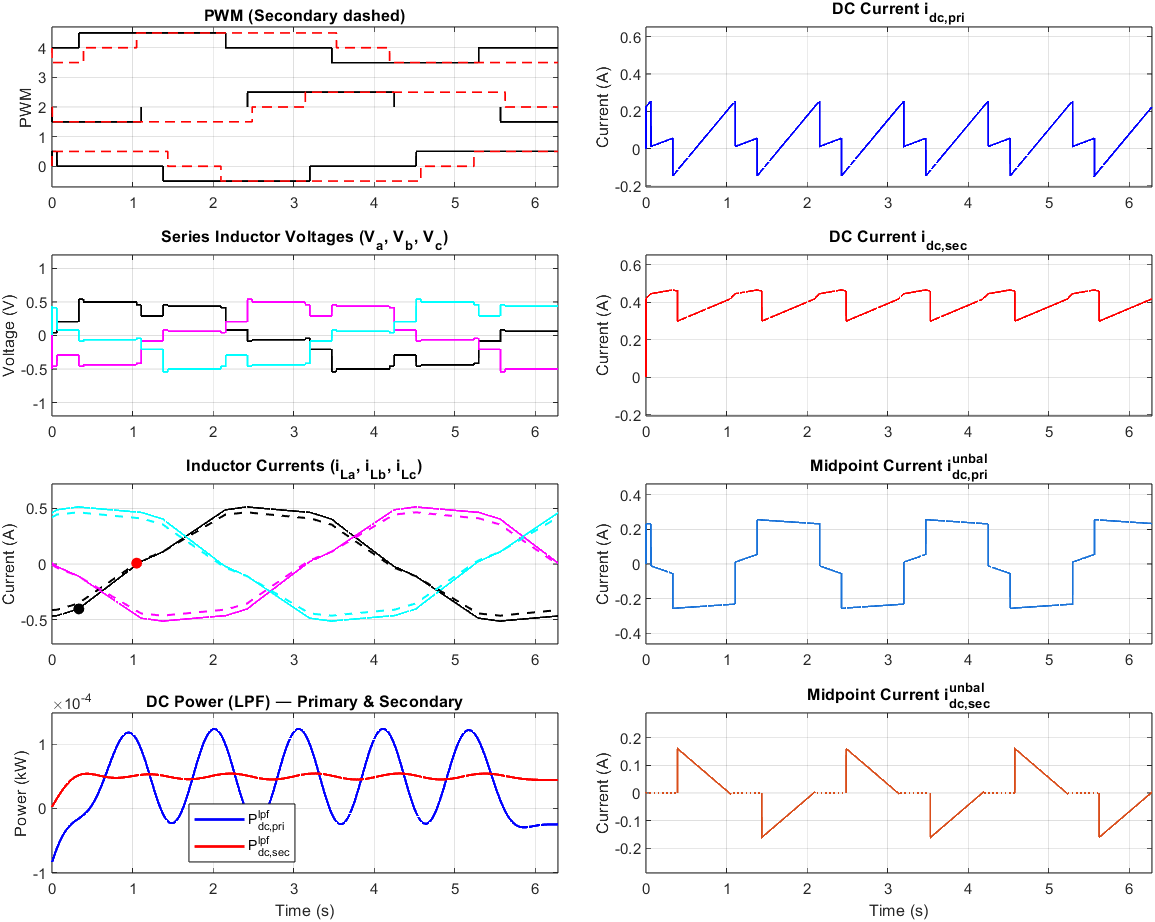 PWM (Secondary dashed)
PWM
4
3
2
1
0
0 1 2 3 4 5 6
DC Current i_dc,pri
Current (A)
0.6
0.4
0.2
0
-0.2
0 1 2 3 4 5 6
Series Inductor Voltages (V_a, V_b, V_c)
Voltage (V)
1
0.5
0
-0.5
-1
0 1 2 3 4 5 6
DC Current i_dc,sec
Current (A)
0.6
0.4
0.2
0
-0.2
0 1 2 3 4 5 6
Inductor Currents (i_La, i_Lb, i_Lc)
Current (A)
0.5
0
-0.5
0 1 2 3 4 5 6
Midpoint Current i^unbal_dc,pri
Current (A)
0.4
0.2
0
-0.2
-0.4
0 1 2 3 4 5 6
DC Power (LPF) — Primary & Secondary
×10^-4
Power (kW)
1
0
-1
P^lpf_dc,pri
P^lpf_dc,sec
0 1 2 3 4 5 6
Time (s)
Midpoint Current i^unbal_dc,sec
Current (A)
0.2
0.1
0
-0.1
-0.2
0 1 2 3 4 5 6
Time (s)